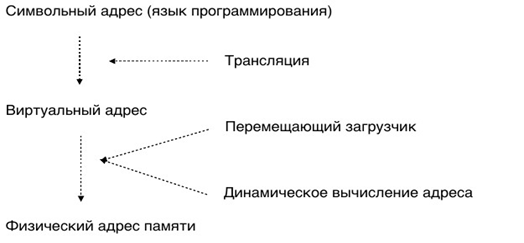 Символьный адрес (язык программирования)
Трансляция
Виртуальный адрес
Перемещающий загрузчик
Динамическое вычисление адреса
Физический адрес памяти